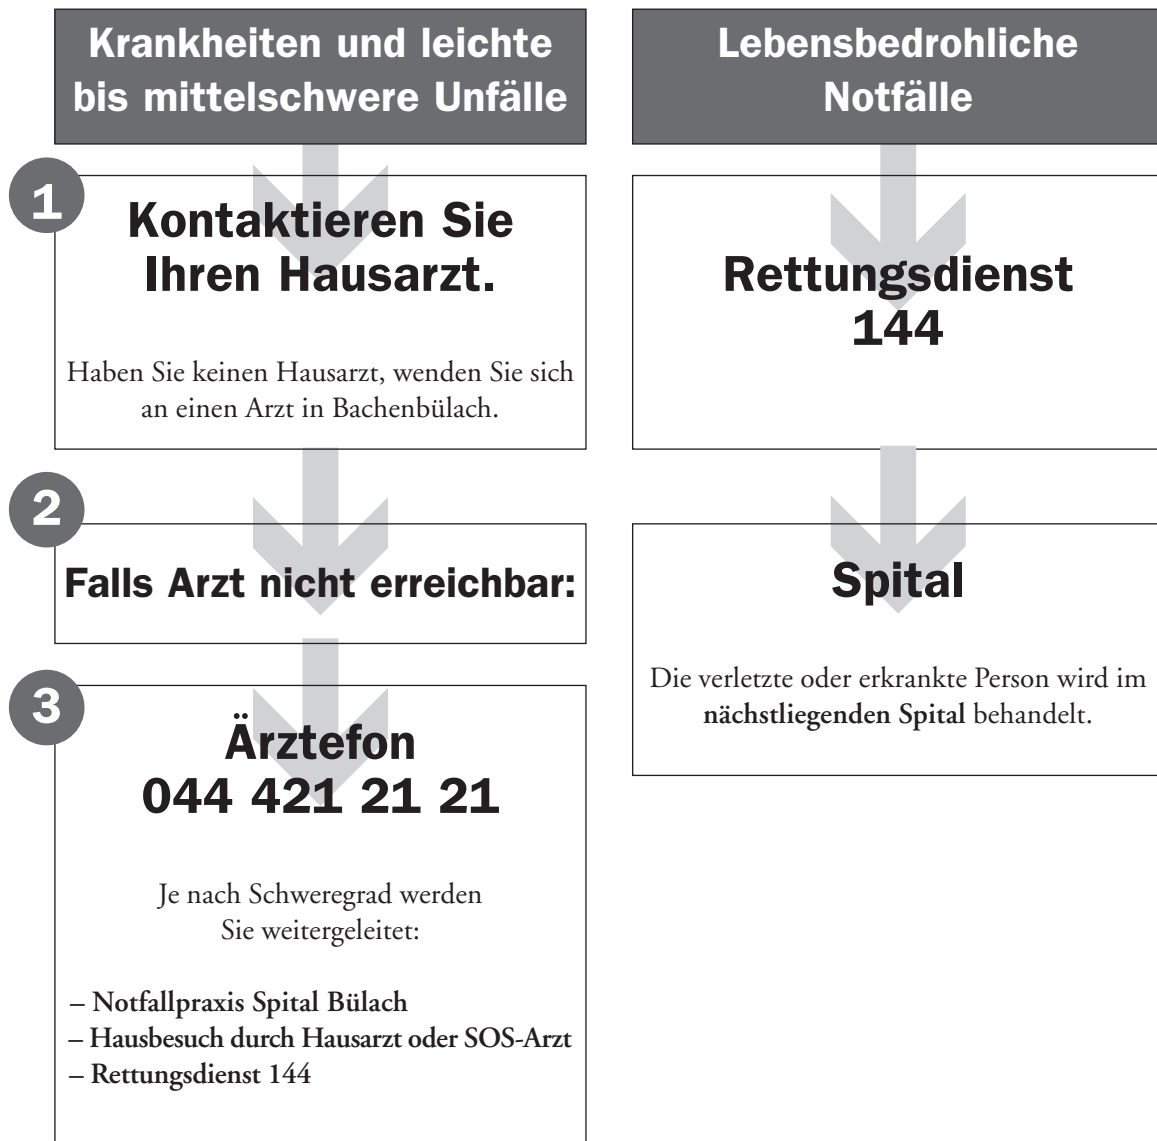 Krankheiten und leichte
bis mittelschwere Unfälle
1
Kontaktieren Sie
Ihren Hausarzt.
Haben Sie keinen Hausarzt, wenden Sie sich
an einen Arzt in Bachenbülach.
2
Falls Arzt nicht erreichbar:
3
Ärztefon
044 421 21 21
Je nach Schweregrad werden
Sie weitergeleitet:
– Notfallpraxis Spital Bülach
– Hausbesuch durch Hausarzt oder SOS-Arzt
– Rettungsdienst 144
Lebensbedrohliche
Notfälle
Rettungsdienst
144
Spital
Die verletzte oder erkrankte Person wird im
nächstliegenden Spital behandelt.